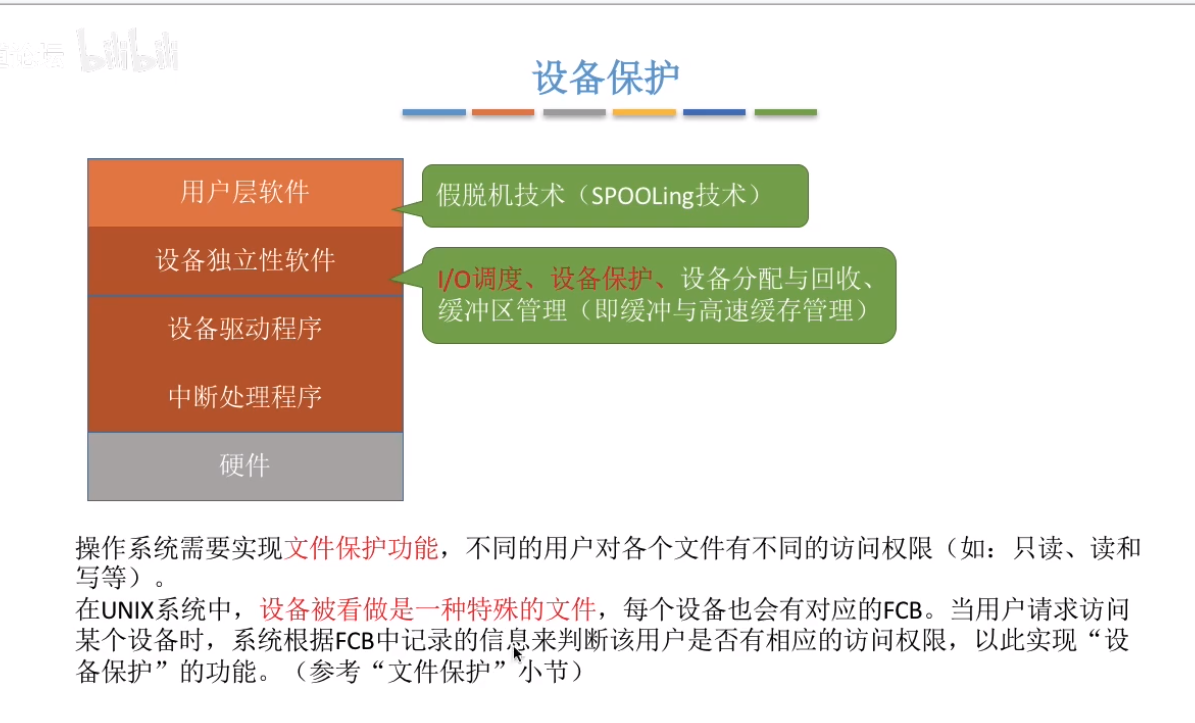 bilibili
设备保护
用户层软件
假脱机技术（SPOOLing技术）
设备独立性软件
I/O调度、设备保护、设备分配与回收、
缓冲区管理（即缓冲与高速缓存管理）
设备驱动程序
中断处理程序
硬件
操作系统需要实现文件保护功能，不同的用户对各个文件有不同的访问权限（如：只读、读和
写等）。
在UNIX系统中，设备被看做是一种特殊的文件，每个设备也会有对应的FCB。当用户请求访问
某个设备时，系统根据FCB中记录的信息来判断该用户是否有相应的访问权限，以此实现“设
备保护”的功能。（参考“文件保护”小节）